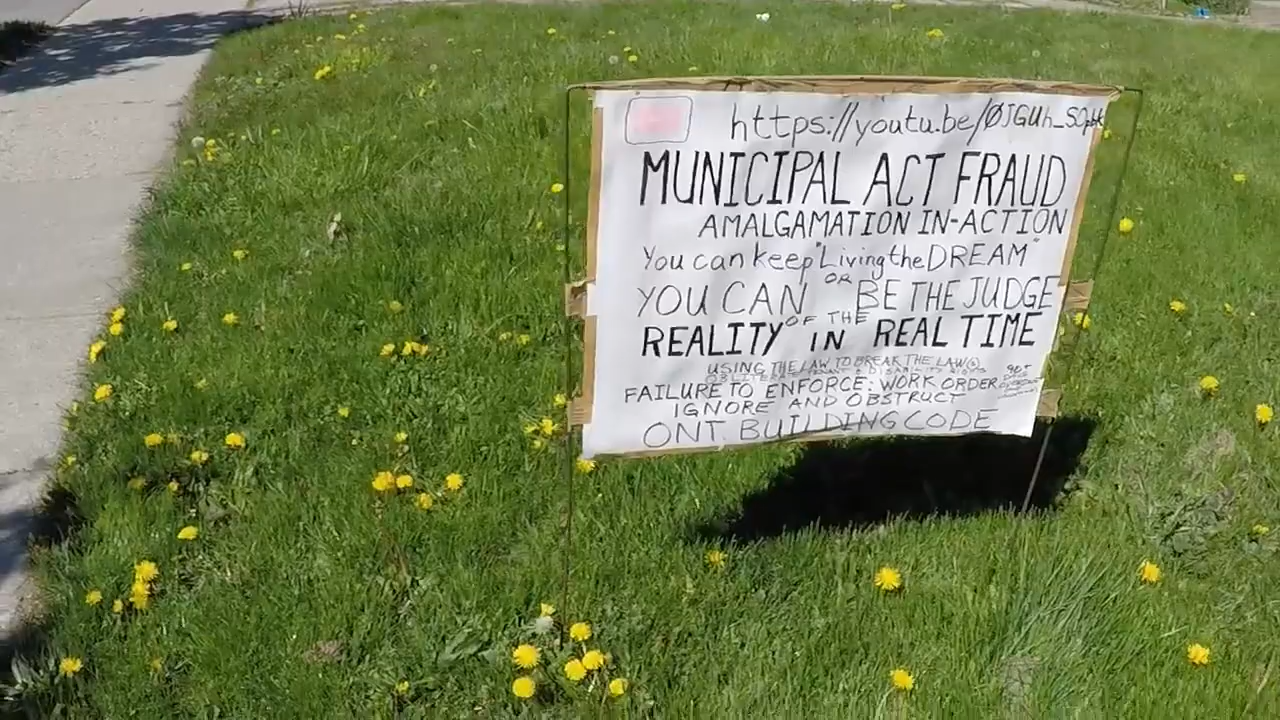 https://youtu.be/ØJGUh_SOpbk
MUNICIPAL ACT FRAUD
AMALGAMATION IN-ACTION
You can keep "Living the DREAM"
OR
YOU CAN BE THE JUDGE
OF THE
REALITY IN REAL TIME
USING THE LAW TO BREAK THE LAW(S)
FAILURE TO ENFORCE: WORK ORDER
IGNORE AND OBSTRUCT
ONT. BUILDING CODE